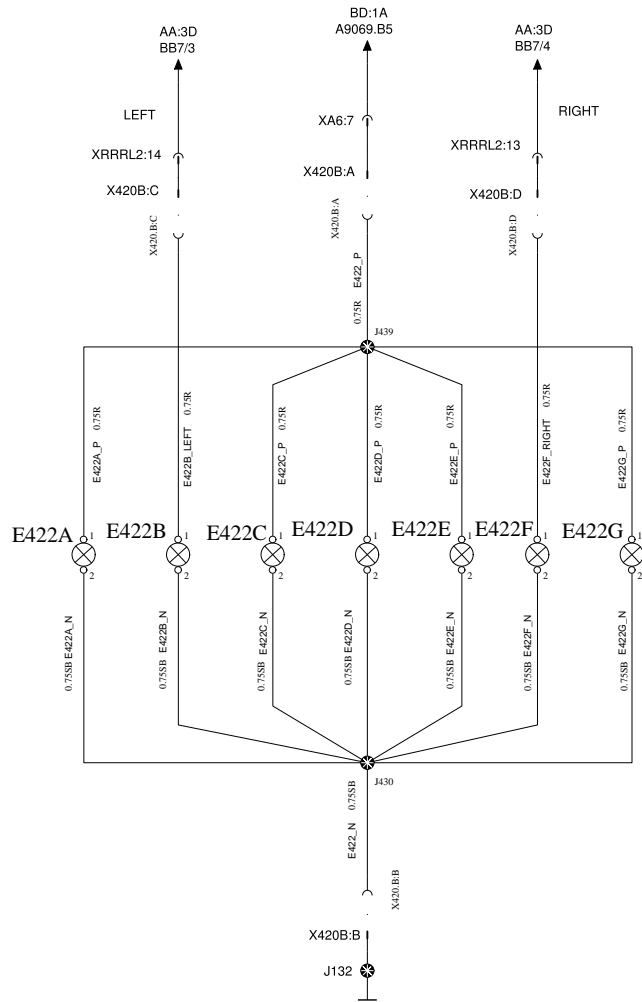 BD:1A
A9069.B5
AA:3D
BB7/3
AA:3D
BB7/4
LEFT
RIGHT
XA6:7
XRRRL2:14
XRRRL2:13
X420B:A
X420B:C
X420B:D
X420.B:C
X420.B:A
X420.B:D
E422_P
0.75R
J439
E422A_P 0.75R
E422B_LEFT 0.75R
E422C_P 0.75R
E422D_P 0.75R
E422E_P 0.75R
E422F_RIGHT 0.75R
E422G_P 0.75R
E422A 1
E422B 1
E422C 1
E422D 1
E422E 1
E422F 1
E422G 1
2
2
2
2
2
2
2
0.75SB E422A_N
0.75SB E422B_N
0.75SB E422C_N
0.75SB E422D_N
0.75SB E422E_N
0.75SB E422F_N
0.75SB E422G_N
J430
E422_N 0.75SB
X420.B:B
X420B:B
J132